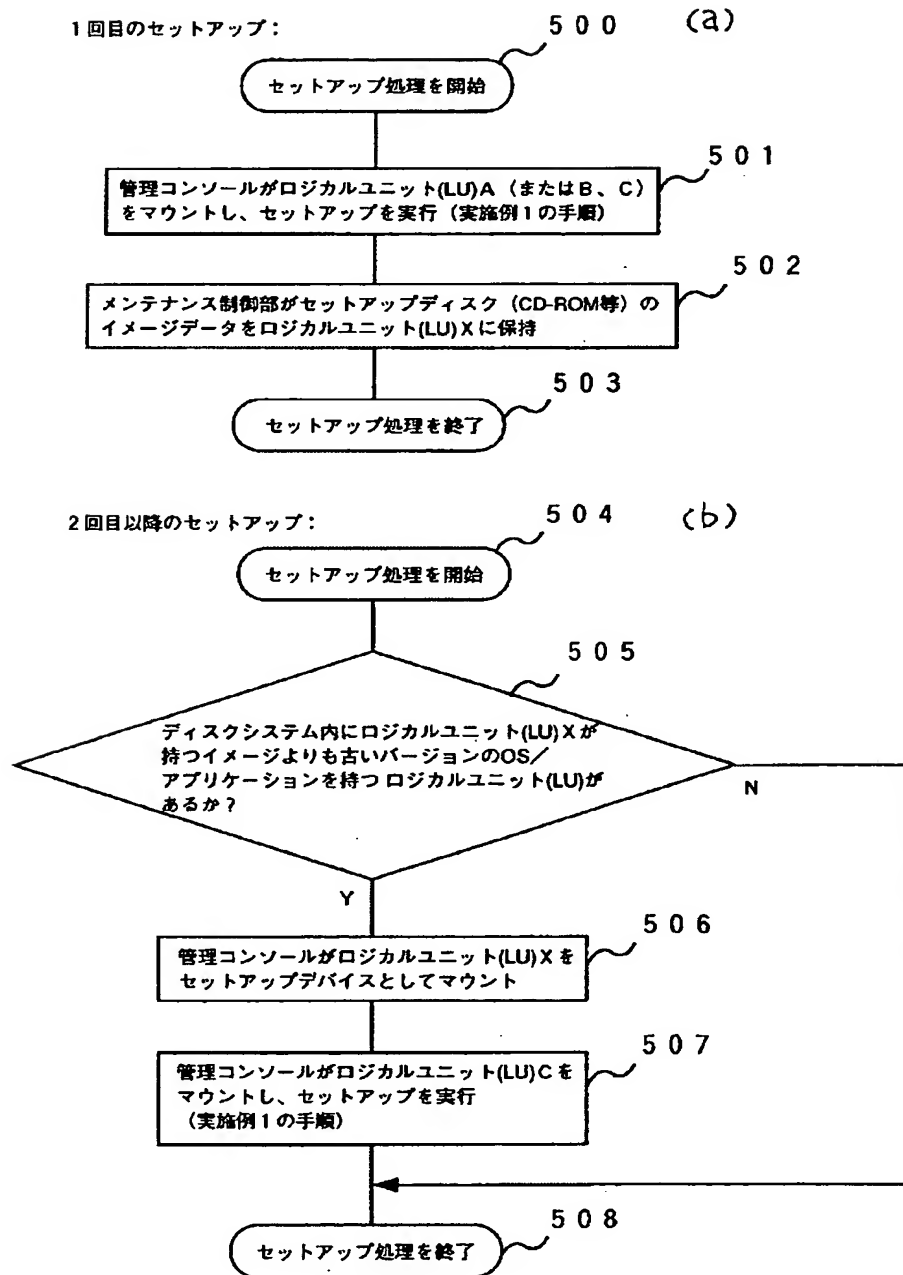 1回目のセットアップ：
500
(a)
セットアップ処理を開始
501
管理コンソールがロジカルユニット(LU)A（またはB、C）
をマウントし、セットアップを実行（実施例1の手順）
502
メンテナンス制御部がセットアップディスク（CD-ROM等）の
イメージデータをロジカルユニット(LU)Xに保持
503
セットアップ処理を終了
2回目以降のセットアップ：
504
(b)
セットアップ処理を開始
505
ディスクシステム内にロジカルユニット(LU)Xが
持つイメージよりも古いバージョンのOS／
アプリケーションを持つロジカルユニット(LU)が
あるか？
N
Y
506
管理コンソールがロジカルユニット(LU)Xを
セットアップデバイスとしてマウント
507
管理コンソールがロジカルユニット(LU)Cを
マウントし、セットアップを実行
（実施例1の手順）
508
セットアップ処理を終了